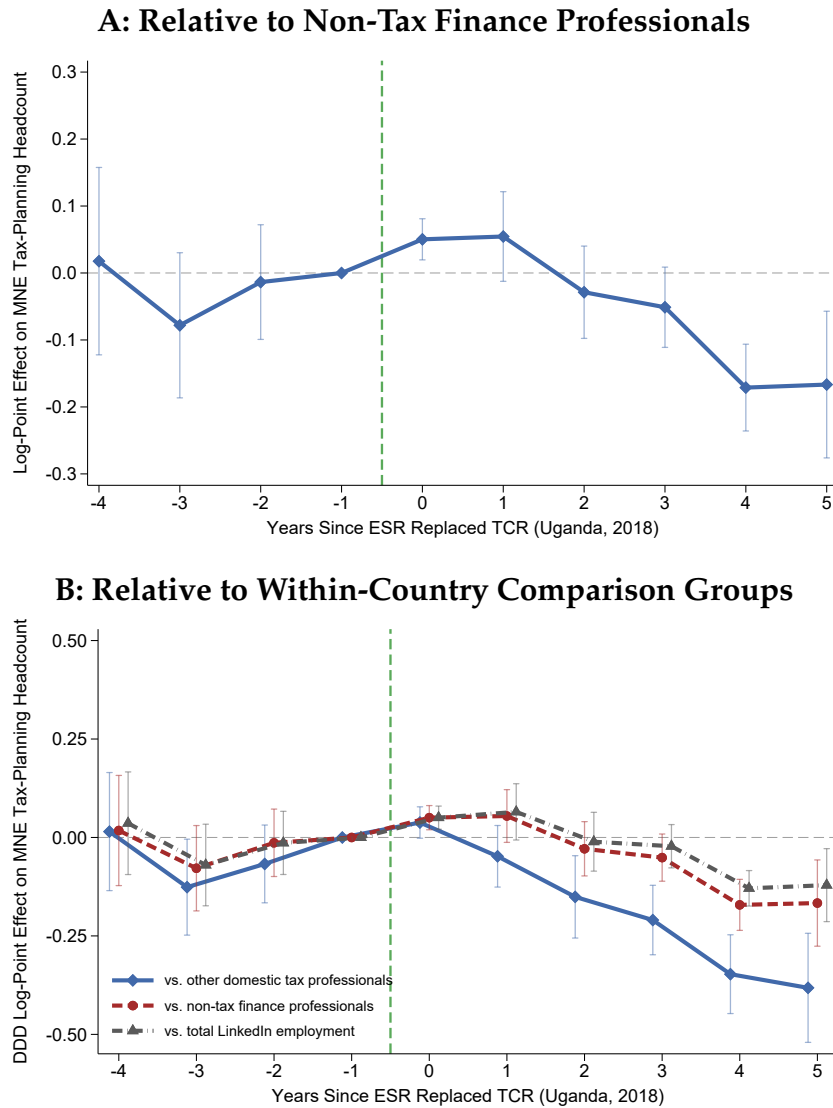 A: Relative to Non-Tax Finance Professionals
Log-Point Effect on MNE Tax-Planning Headcount
0.3
0.2
0.1
0.0
-0.1
-0.2
-0.3
-4 -3 -2 -1 0 1 2 3 4 5
Years Since ESR Replaced TCR (Uganda, 2018)
B: Relative to Within-Country Comparison Groups
DDD Log-Point Effect on MNE Tax-Planning Headcount
0.50
0.25
0.00
-0.25
-0.50
vs. other domestic tax professionals
vs. non-tax finance professionals
vs. total LinkedIn employment
-4 -3 -2 -1 0 1 2 3 4 5
Years Since ESR Replaced TCR (Uganda, 2018)